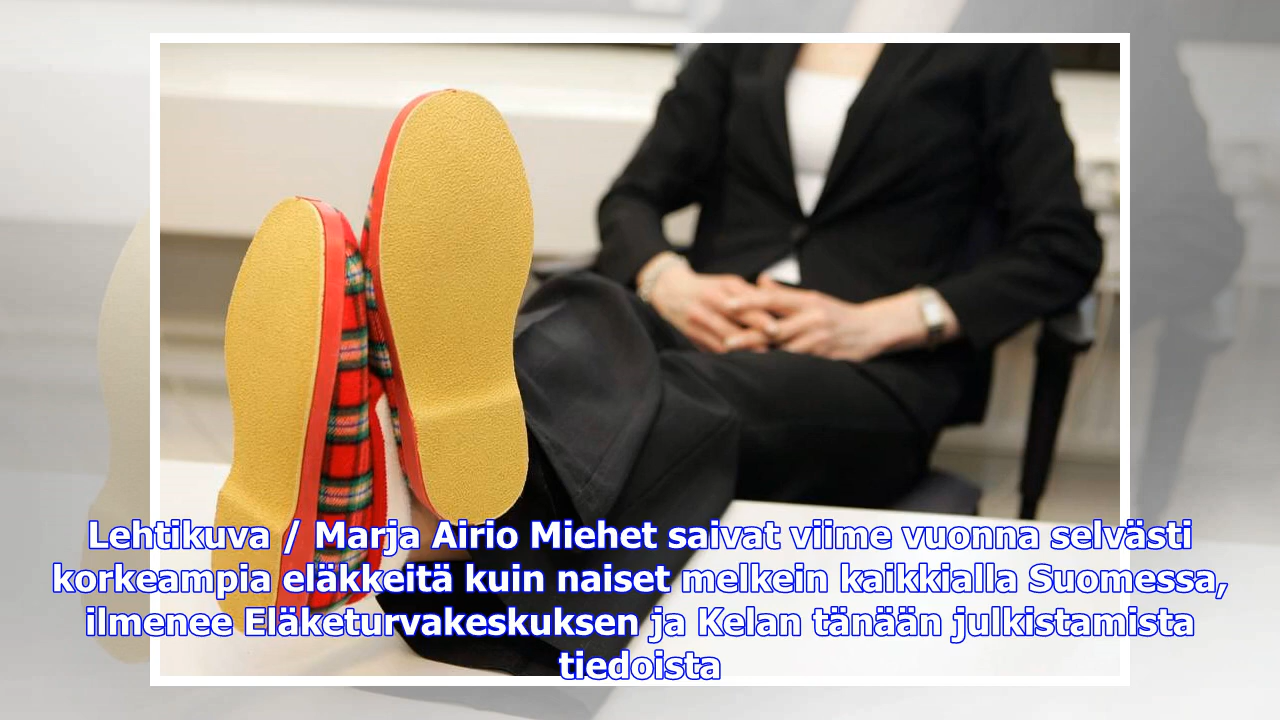 Lehtikuva / Marja Airio Miehet saivat viime vuonna selvästi
korkeampia eläkkeitä kuin naiset melkein kaikkialla Suomessa,
ilmenee Eläketurvakeskuksen ja Kelan tänään julkistamista
tiedoista